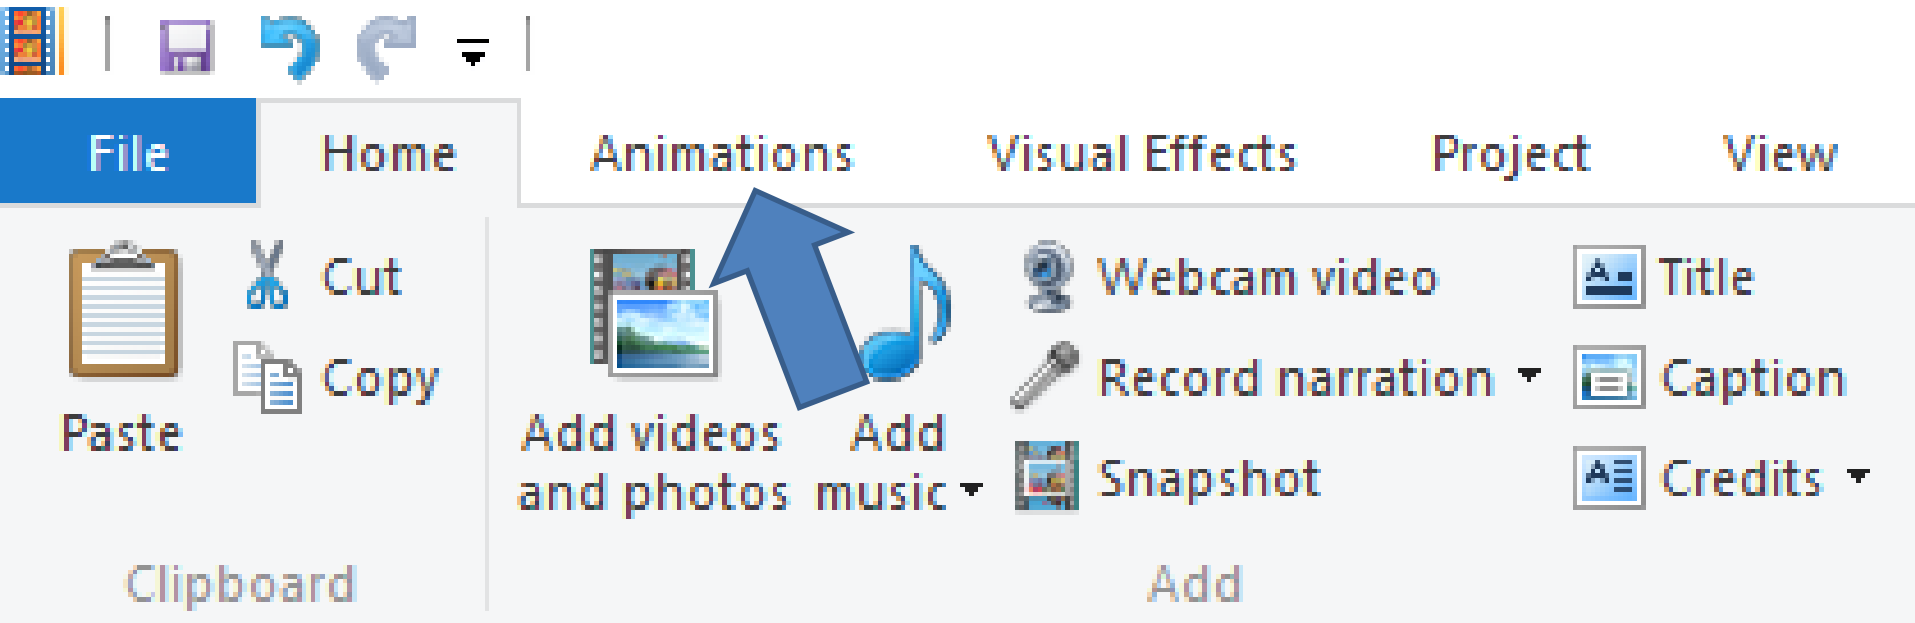 File Home Animations Visual Effects Project View
Cut Webcam video Title
Copy Record narration Caption
Paste Add videos Add
and photos music Snapshot Credits
Clipboard Add